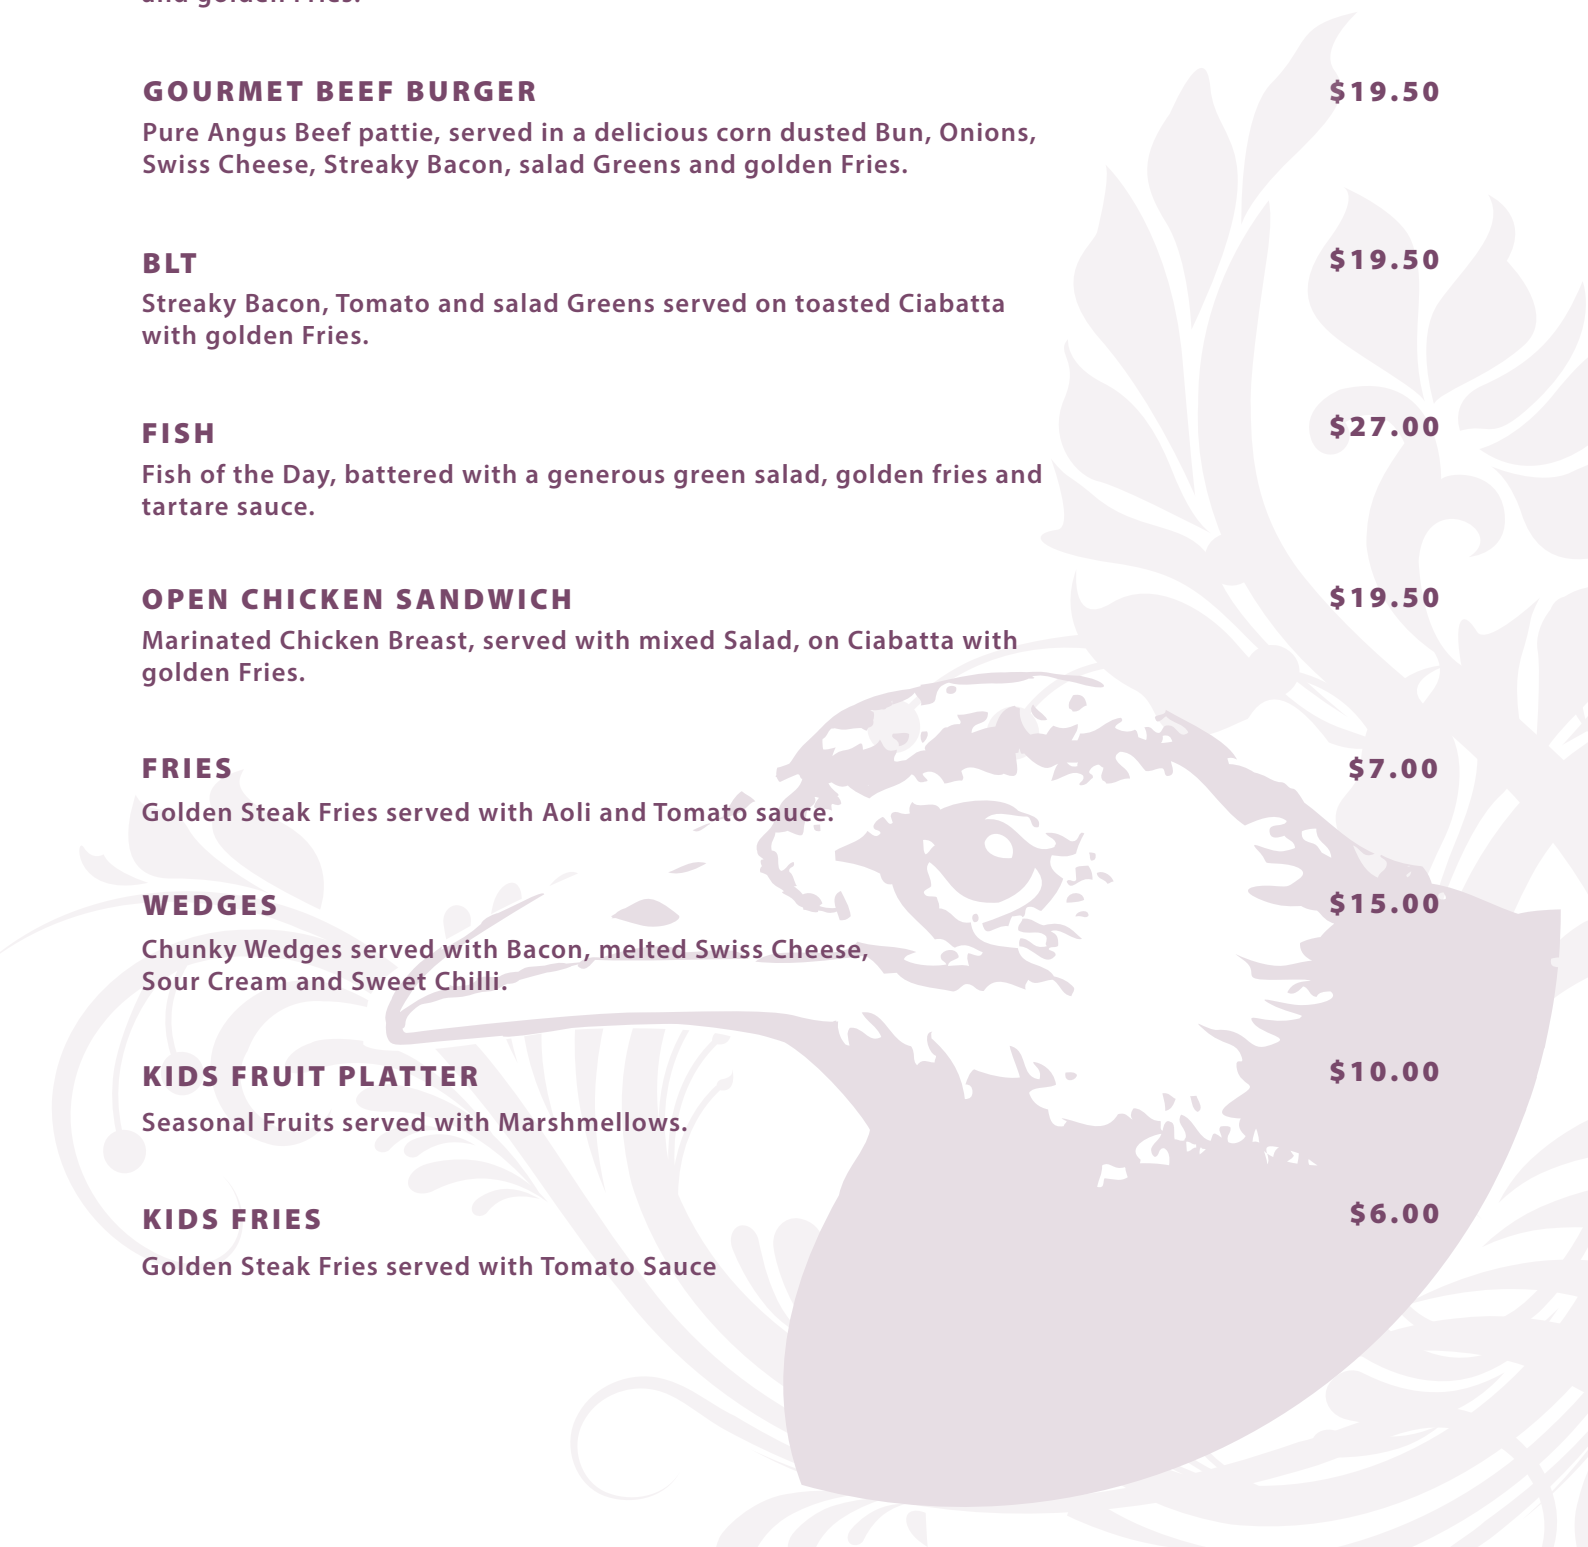 and golden Fries.
GOURMET BEEF BURGER $19.50
Pure Angus Beef pattie, served in a delicious corn dusted Bun, Onions,
Swiss Cheese, Streaky Bacon, salad Greens and golden Fries.
BLT $19.50
Streaky Bacon, Tomato and salad Greens served on toasted Ciabatta
with golden Fries.
FISH $27.00
Fish of the Day, battered with a generous green salad, golden fries and
tartare sauce.
OPEN CHICKEN SANDWICH $19.50
Marinated Chicken Breast, served with mixed Salad, on Ciabatta with
golden Fries.
FRIES $7.00
Golden Steak Fries served with Aoli and Tomato sauce.
WEDGES $15.00
Chunky Wedges served with Bacon, melted Swiss Cheese,
Sour Cream and Sweet Chilli.
KIDS FRUIT PLATTER $10.00
Seasonal Fruits served with Marshmellows.
KIDS FRIES $6.00
Golden Steak Fries served with Tomato Sauce